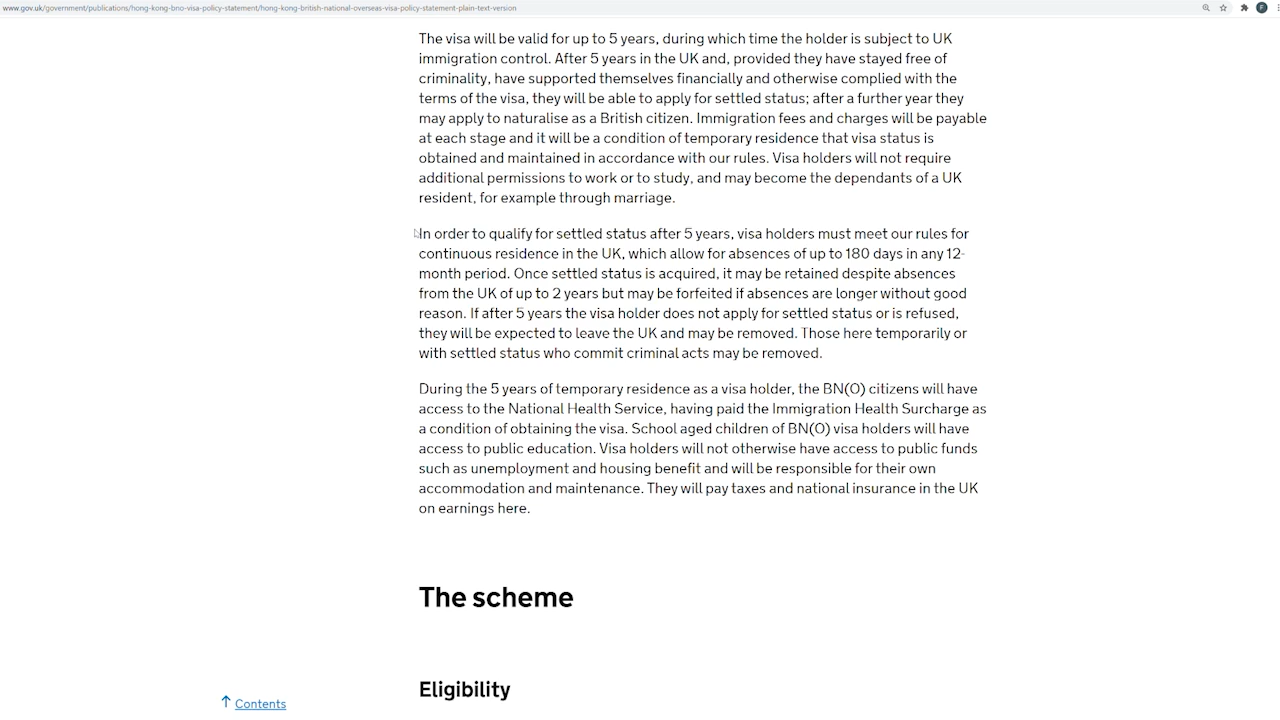 www.gov.uk/government/publications/hong-kong-bno-visa-policy-statement/hong-kong-british-national-overseas-visa-policy-statement-plain-text-version
F
The visa will be valid for up to 5 years, during which time the holder is subject to UK
immigration control. After 5 years in the UK and, provided they have stayed free of
criminality, have supported themselves financially and otherwise complied with the
terms of the visa, they will be able to apply for settled status; after a further year they
may apply to naturalise as a British citizen. Immigration fees and charges will be payable
at each stage and it will be a condition of temporary residence that visa status is
obtained and maintained in accordance with our rules. Visa holders will not require
additional permissions to work or to study, and may become the dependants of a UK
resident, for example through marriage.
In order to qualify for settled status after 5 years, visa holders must meet our rules for
continuous residence in the UK, which allow for absences of up to 180 days in any 12-
month period. Once settled status is acquired, it may be retained despite absences
from the UK of up to 2 years but may be forfeited if absences are longer without good
reason. If after 5 years the visa holder does not apply for settled status or is refused,
they will be expected to leave the UK and may be removed. Those here temporarily or
with settled status who commit criminal acts may be removed.
During the 5 years of temporary residence as a visa holder, the BN(O) citizens will have
access to the National Health Service, having paid the Immigration Health Surcharge as
a condition of obtaining the visa. School aged children of BN(O) visa holders will have
access to public education. Visa holders will not otherwise have access to public funds
such as unemployment and housing benefit and will be responsible for their own
accommodation and maintenance. They will pay taxes and national insurance in the UK
on earnings here.
The scheme
Eligibility
Contents